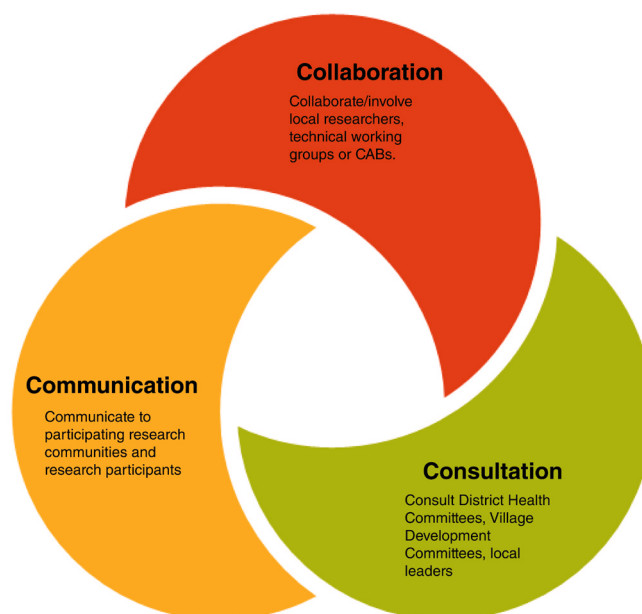 Collaboration
Collaborate/involve
local researchers,
technical working
groups or CABs.
Communication
Communicate to
participating research
communities and
research participants
Consultation
Consult District Health
Committees, Village
Development
Committees, local
leaders